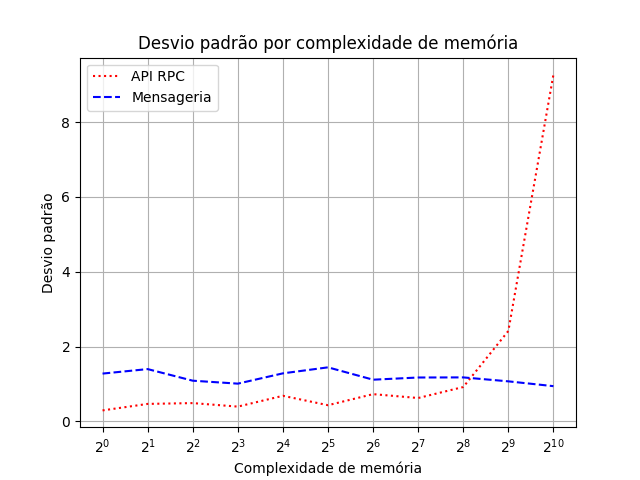 Desvio padrão por complexidade de memória
API RPC
Mensageria
Desvio padrão
8
6
4
2
0
2^0 2^1 2^2 2^3 2^4 2^5 2^6 2^7 2^8 2^9 2^10
Complexidade de memória